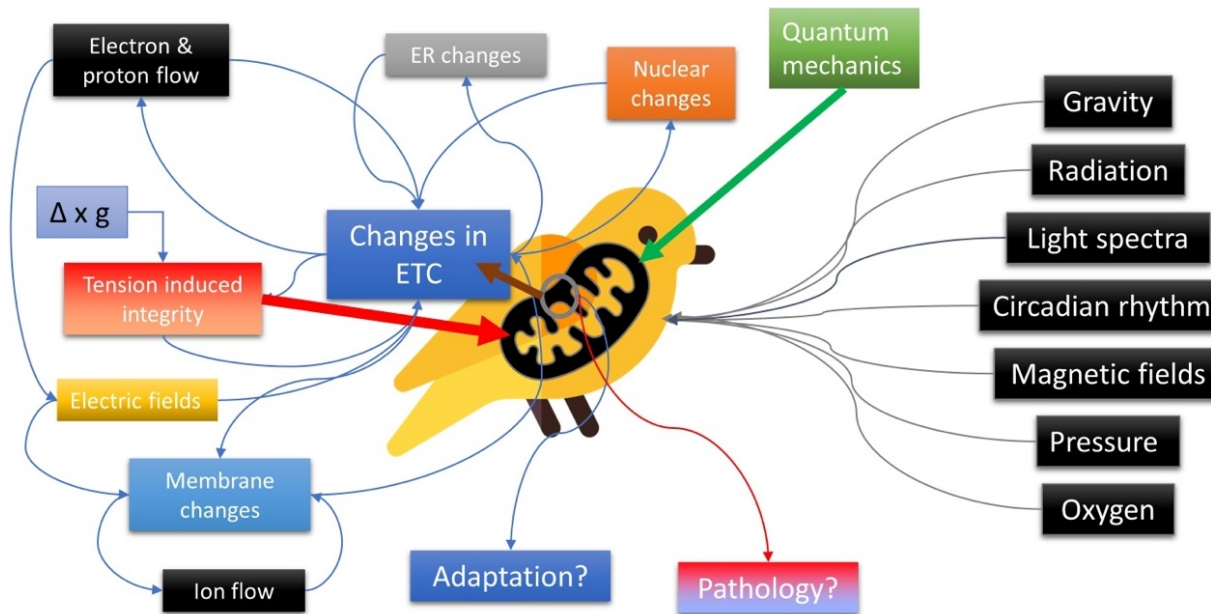 Electron &
proton flow
ER changes
Nuclear
changes
Quantum
mechanics
Gravity
Radiation
Light spectra
Circadian rhythm
Magnetic fields
Pressure
Oxygen
Δ x g
Changes in
ETC
Tension induced
integrity
Electric fields
Membrane
changes
Ion flow
Adaptation?
Pathology?